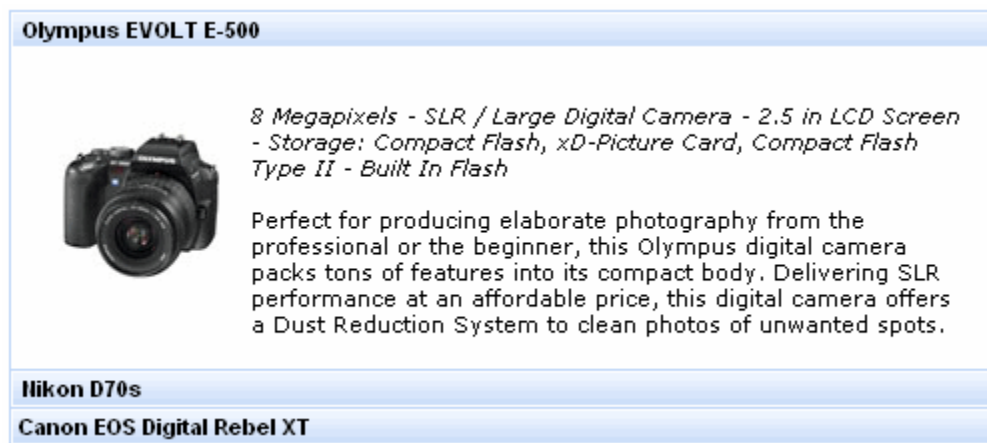 Olympus EVOLT E-500
OLYMPUS
8 Megapixels - SLR / Large Digital Camera - 2.5 in LCD Screen
- Storage: Compact Flash, xD-Picture Card, Compact Flash
Type II - Built In Flash
Perfect for producing elaborate photography from the
professional or the beginner, this Olympus digital camera
packs tons of features into its compact body. Delivering SLR
performance at an affordable price, this digital camera offers
a Dust Reduction System to clean photos of unwanted spots.
Nikon D70s
Canon EOS Digital Rebel XT